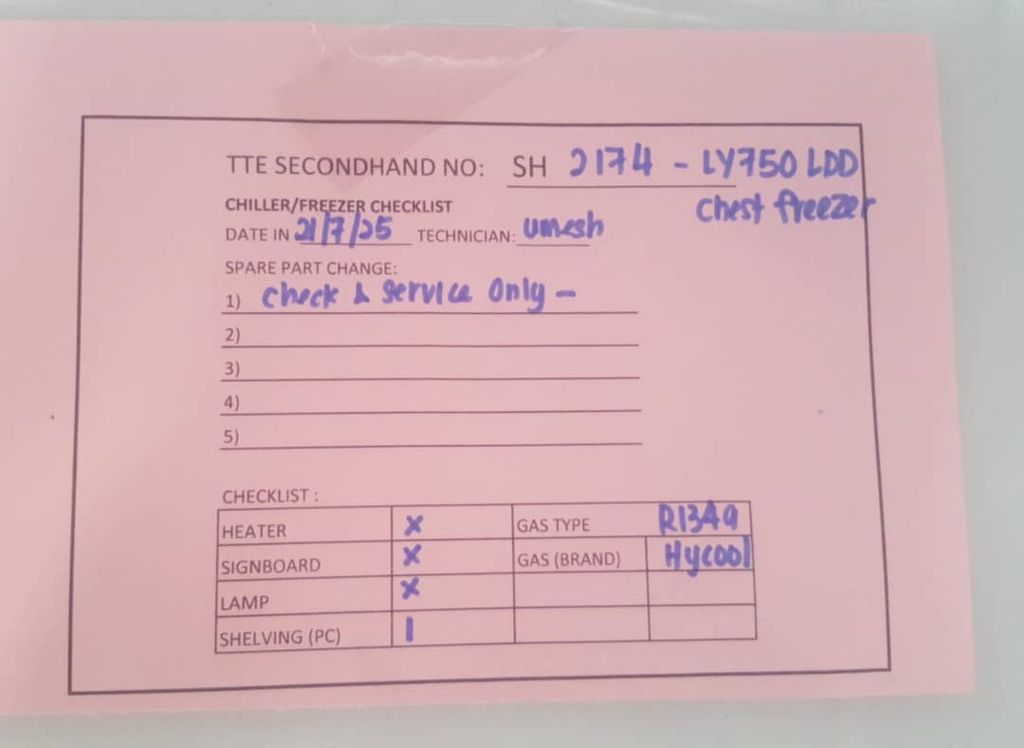 TTE SECONDHAND NO: SH 2174 - LY750 LDD
CHILLER/FREEZER CHECKLIST chest freezer
DATE IN 21/7/25 TECHNICIAN: Umesh
SPARE PART CHANGE:
1) check & service Only -
2)
3)
4)
5)
CHECKLIST :
HEATER x GAS TYPE R134a
SIGNBOARD x GAS (BRAND) Hycool
LAMP x
SHELVING (PC) 1